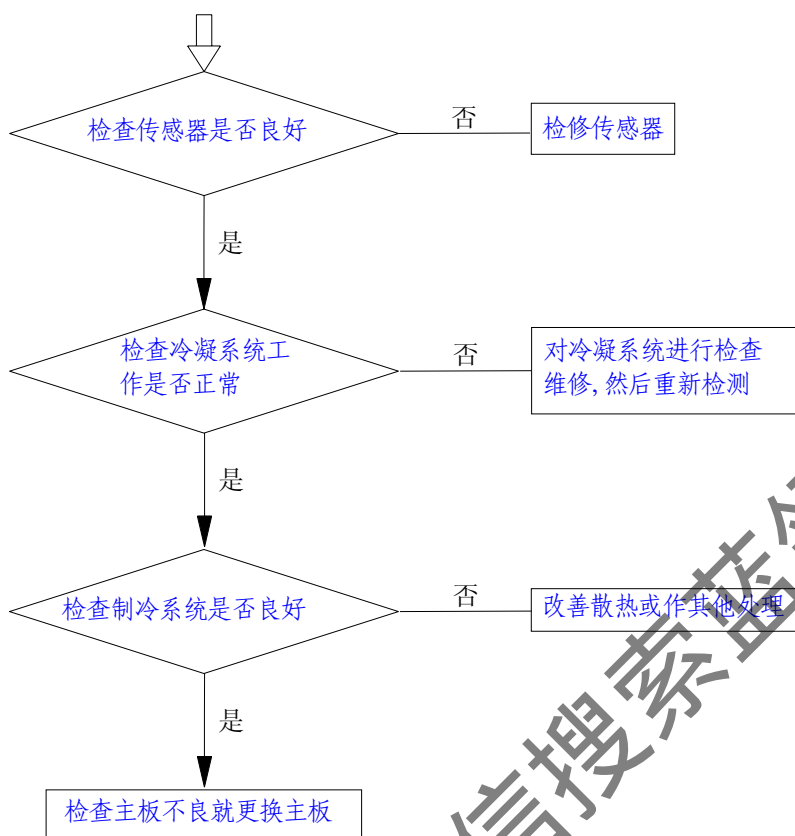 检查传感器是否良好
否
检修传感器
是
检查冷凝系统工
作是否正常
否
对冷凝系统进行检查
维修,然后重新检测
是
检查制冷系统是否良好
否
改善散热或作其他处理
是
检查主板不良就更换主板
信搜索蓝